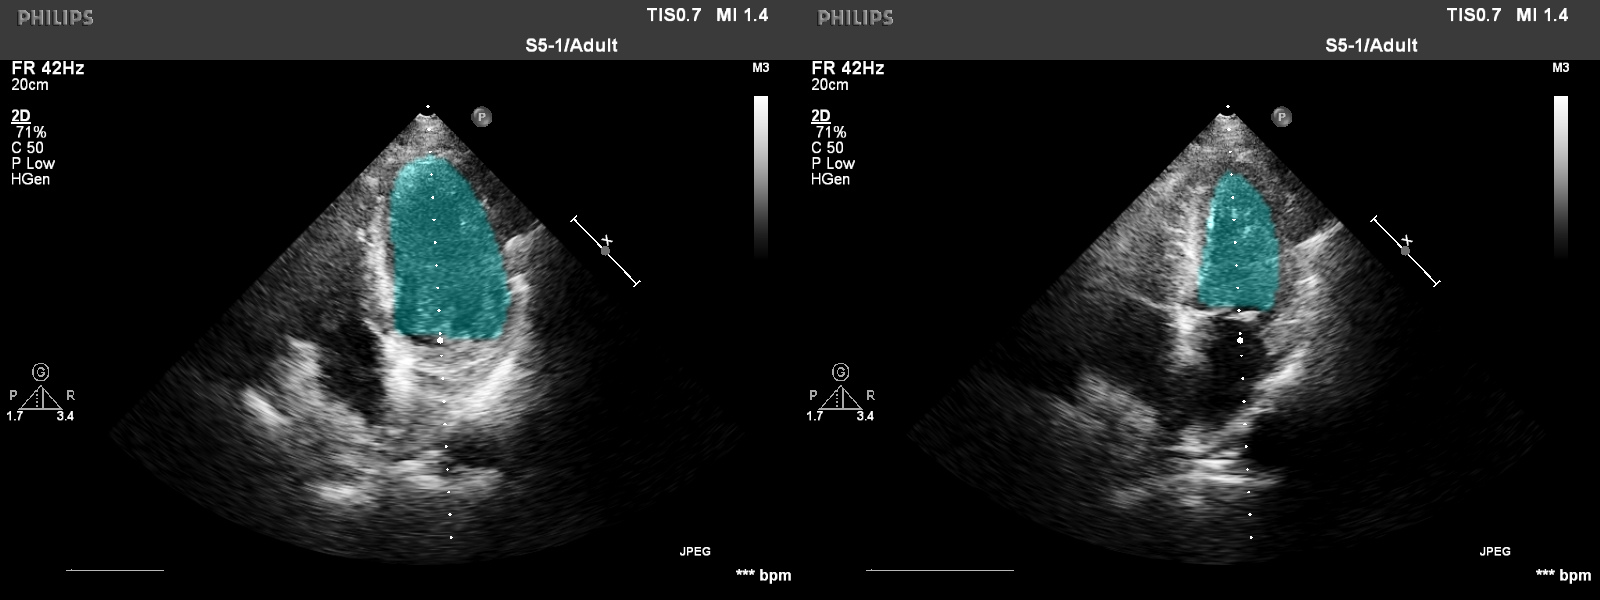 PHILIPS
TIS0.7 MI 1.4
S5-1/Adult
FR 42Hz
20cm
M3
2D
71%
C 50
P Low
HGen
P
X
G
P R
1.7 3.4
JPEG
*** bpm
PHILIPS
TIS0.7 MI 1.4
S5-1/Adult
FR 42Hz
20cm
M3
2D
71%
C 50
P Low
HGen
P
X
G
P R
1.7 3.4
JPEG
*** bpm